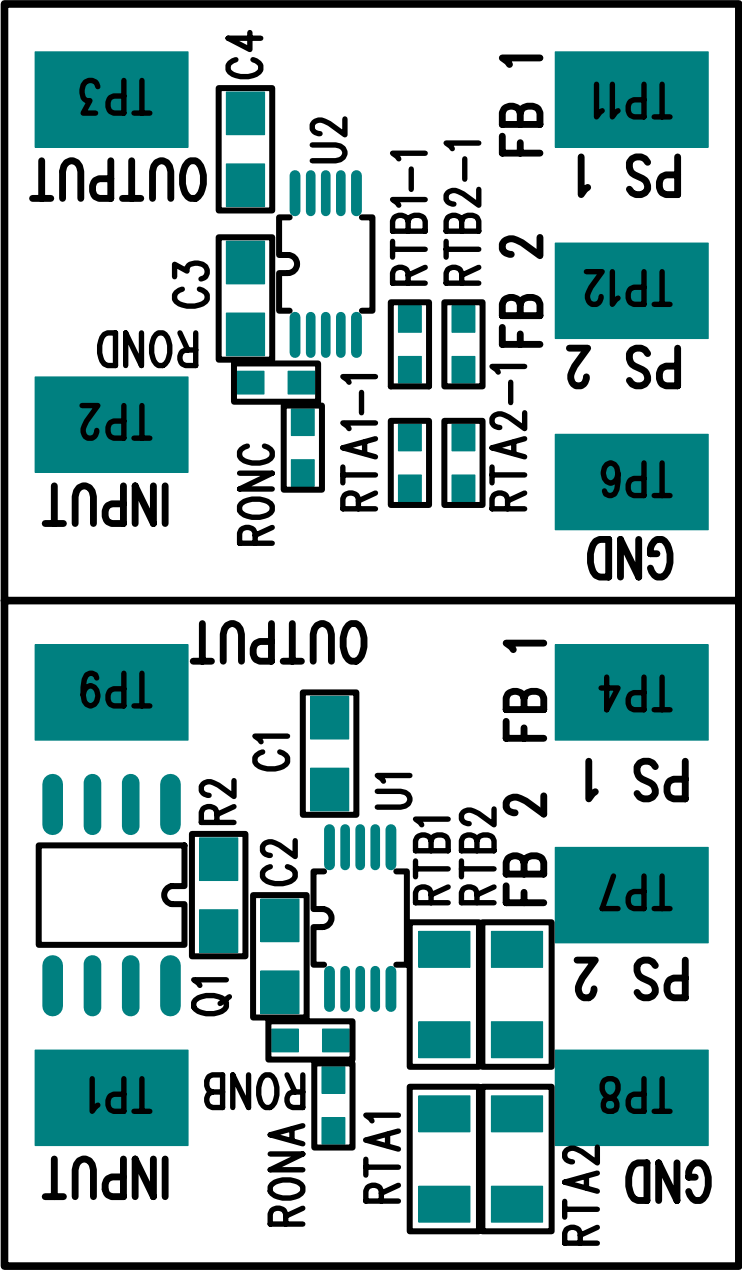 C4
TP3
OUTPUT
U2
FB 1
TP11
PS 1
RTB1-1
RTB2-1
C3
FB 2
TP12
PS 2
ROND
TP2
INPUT
RONC
RTA1-1
RTA2-1
TP6
GND
OUTPUT
TP9
C1
FB 1
TP4
PS 1
R2
U1
C2
RTB1
RTB2
FB 2
TP7
PS 2
Q1
TP1
INPUT
RONB
RONA
RTA1
RTA2
TP8
GND